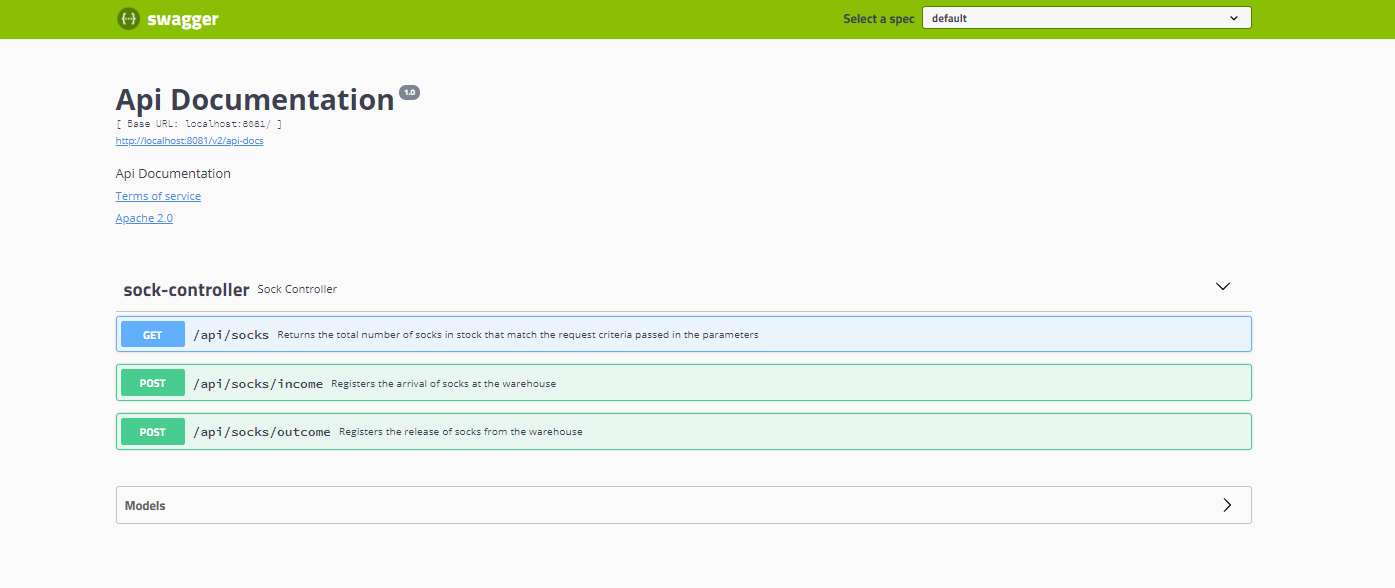 swagger
Select a spec default
Api Documentation 1.0
[ Base URL: localhost:8081/ ]
http://localhost:8081/v2/api-docs
Api Documentation
Terms of service
Apache 2.0
sock-controller Sock Controller
GET /api/socks Returns the total number of socks in stock that match the request criteria passed in the parameters
POST /api/socks/income Registers the arrival of socks at the warehouse
POST /api/socks/outcome Registers the release of socks from the warehouse
Models